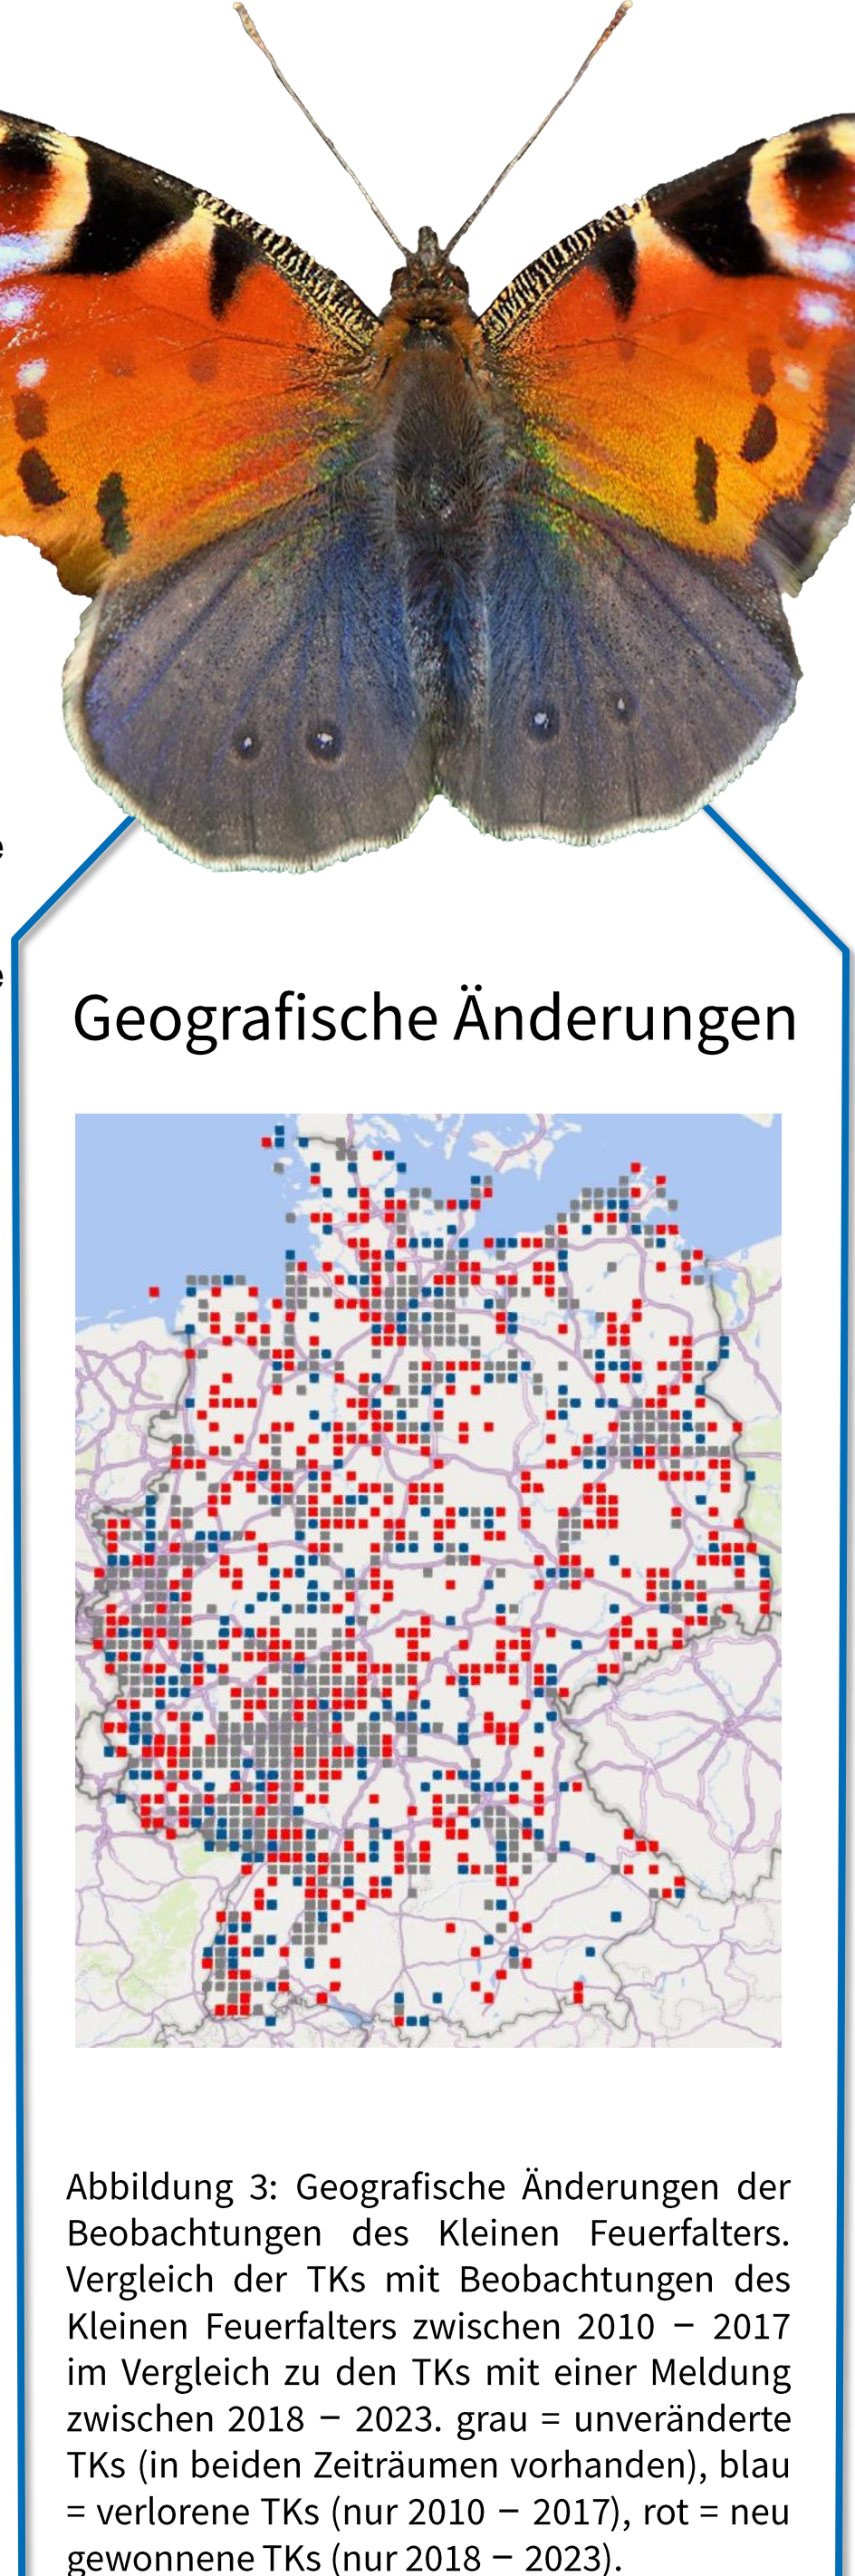 e
e
Geografische Änderungen
Abbildung 3: Geografische Änderungen der
Beobachtungen des Kleinen Feuerfalters.
Vergleich der TKs mit Beobachtungen des
Kleinen Feuerfalters zwischen 2010 – 2017
im Vergleich zu den TKs mit einer Meldung
zwischen 2018 – 2023. grau = unveränderte
TKs (in beiden Zeiträumen vorhanden), blau
= verlorene TKs (nur 2010 – 2017), rot = neu
gewonnene TKs (nur 2018 – 2023).